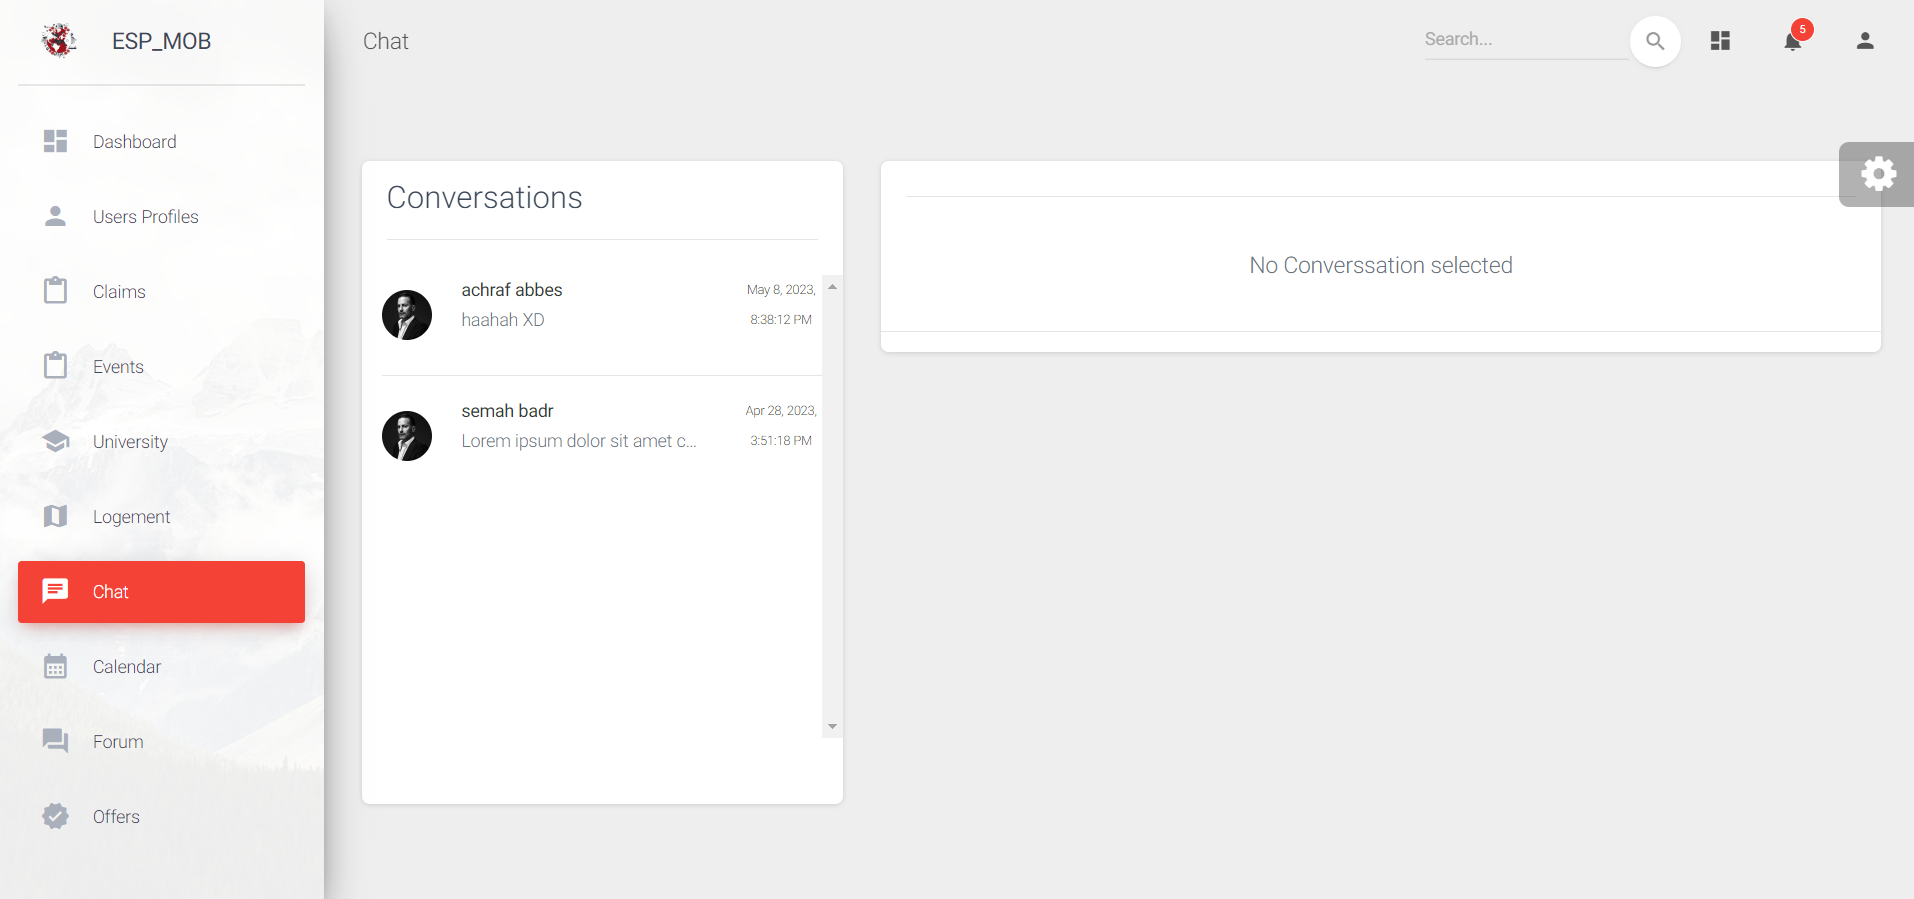 ESP_MOB
Dashboard
Users Profiles
Claims
Events
University
Logement
Chat
Calendar
Forum
Offers
Chat
Search...
5
Conversations
achraf abbes
May 8, 2023,
haahah XD
8:38:12 PM
semah badr
Apr 28, 2023,
Lorem ipsum dolor sit amet c...
3:51:18 PM
No Converssation selected